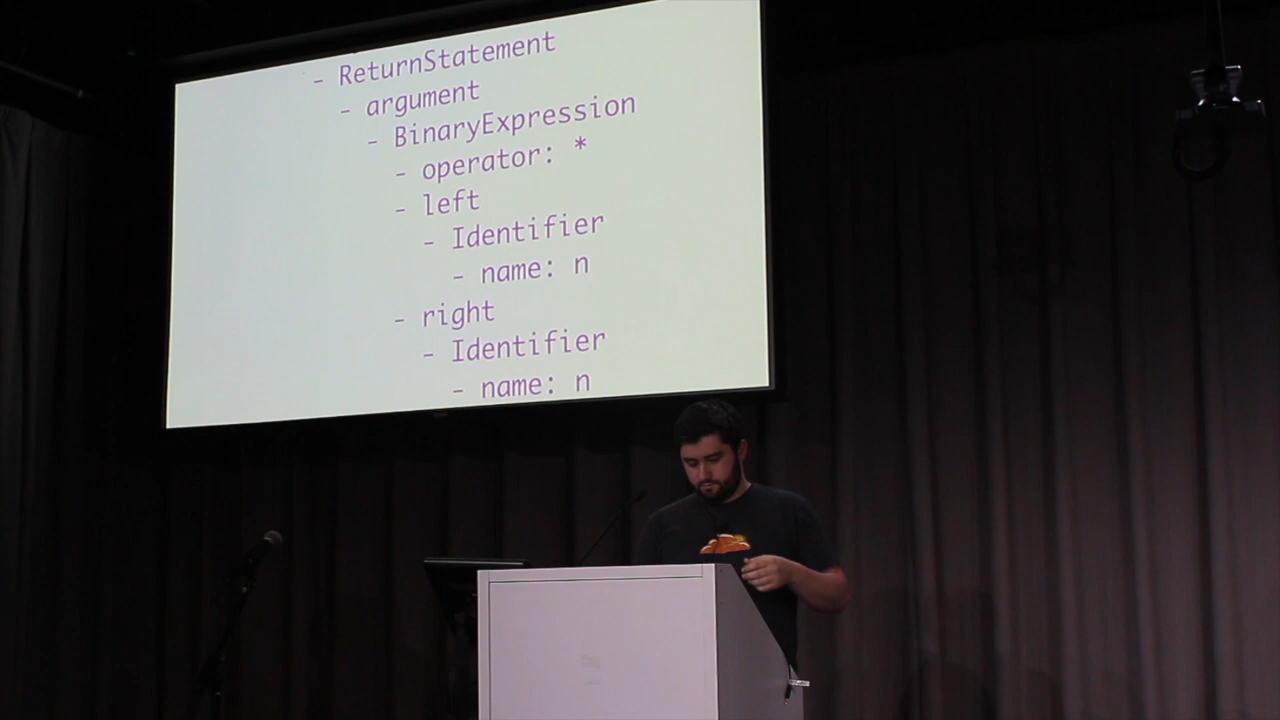 - ReturnStatement
- argument
- BinaryExpression
- operator: *
- left
- Identifier
- name: n
- right
- Identifier
- name: n